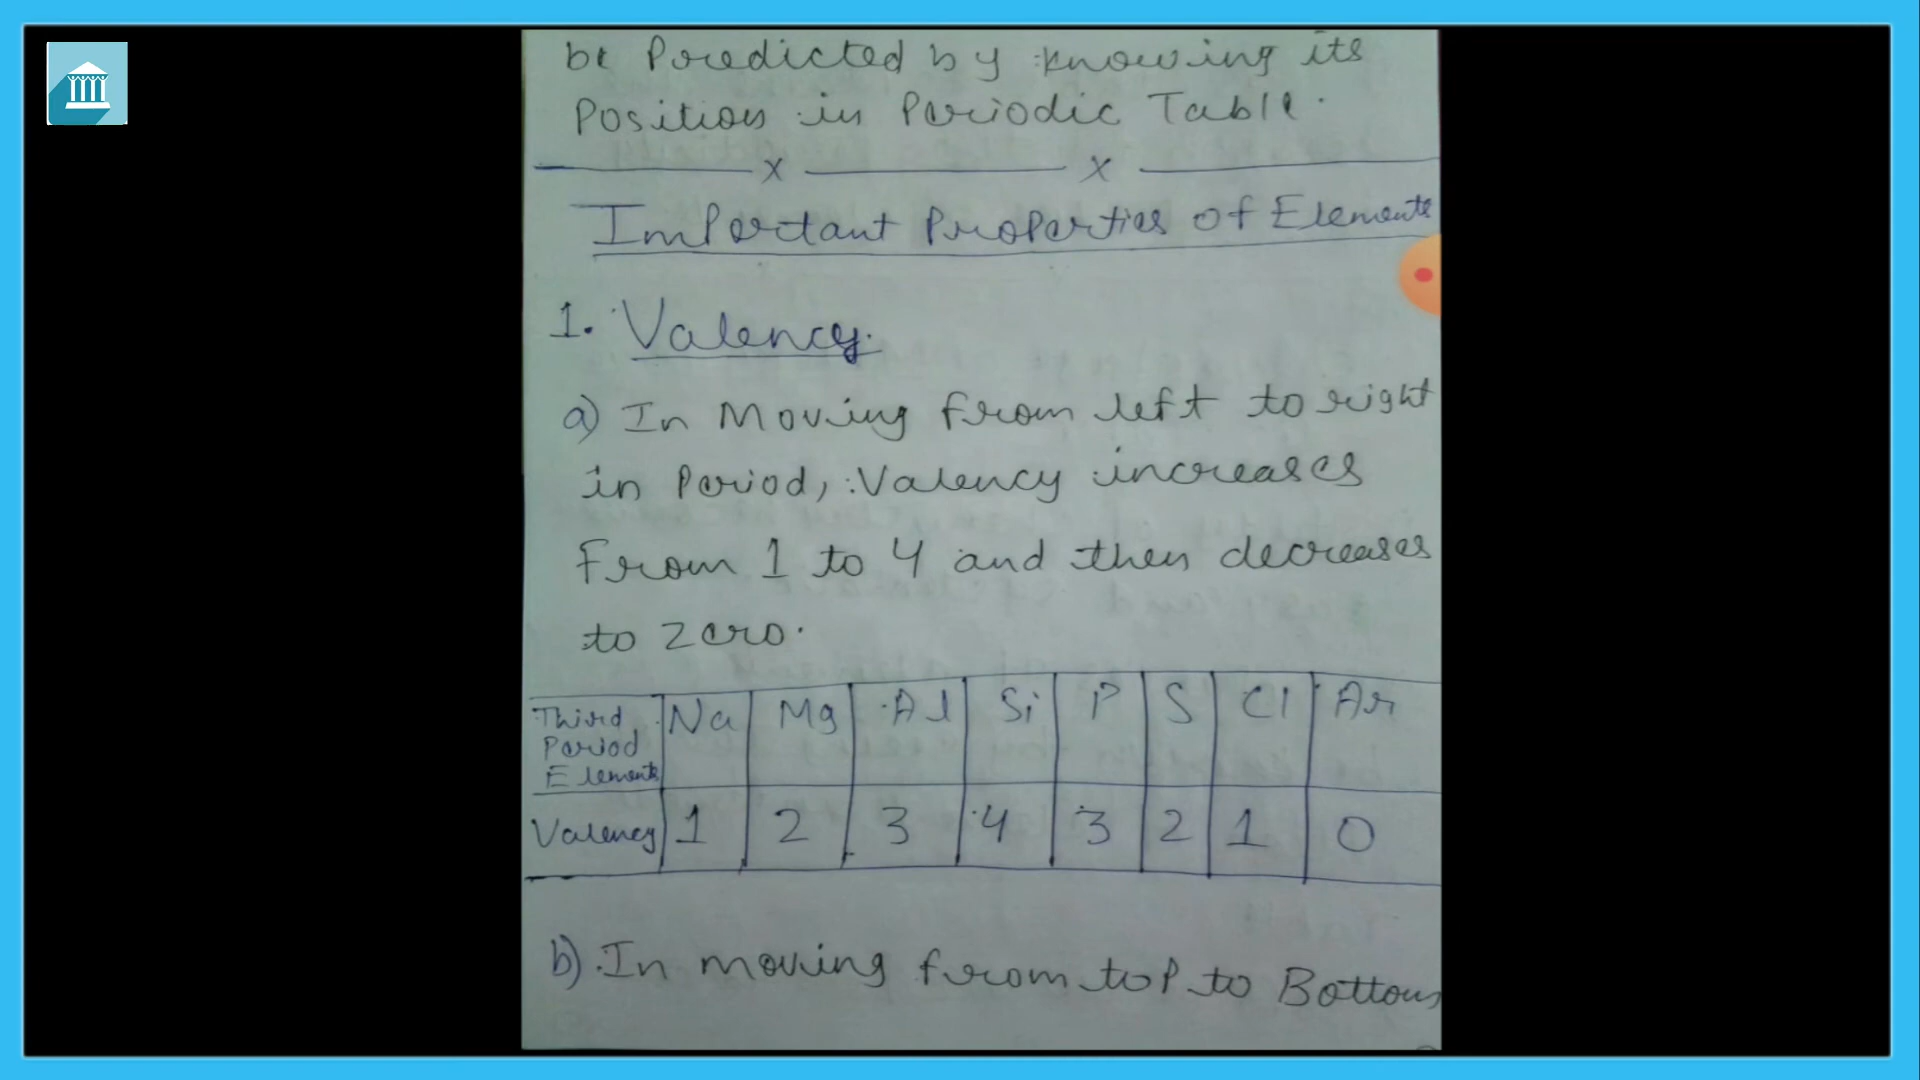 be Predicted by knowing its
Position in Periodic Table.
x x
Important Properties of Elements
1. Valency.
a) In Moving from left to right
in Period, Valency increases
From 1 to 4 and then decreases
to zero.
Third Period Elements Na Mg Al Si P S Cl Ar
Valency 1 2 3 4 3 2 1 0
b) In moving from top to Bottom